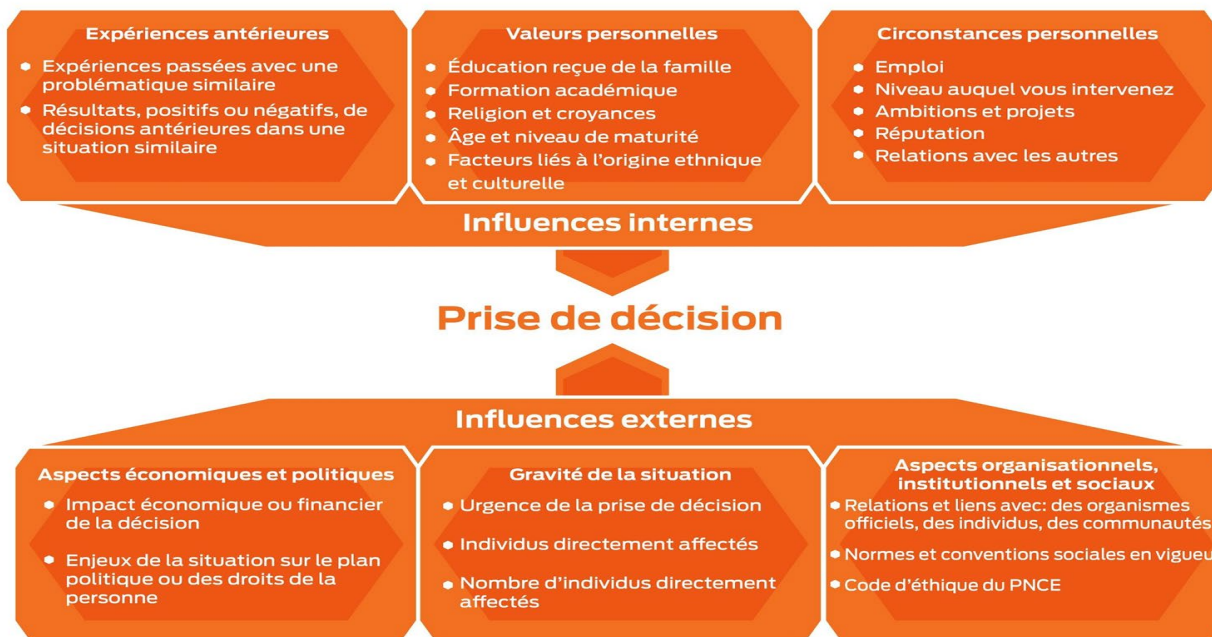 Expériences antérieures
Expériences passées avec une
problématique similaire
Résultats, positifs ou négatifs, de
décisions antérieures dans une
situation similaire
Valeurs personnelles
Éducation reçue de la famille
Formation académique
Religion et croyances
Âge et niveau de maturité
Facteurs liés à l'origine ethnique
et culturelle
Circonstances personnelles
Emploi
Niveau auquel vous intervenez
Ambitions et projets
Réputation
Relations avec les autres
Influences internes
Prise de décision
Influences externes
Aspects économiques et politiques
Impact économique ou financier
de la décision
Enjeux de la situation sur le plan
politique ou des droits de la
personne
Gravité de la situation
Urgence de la prise de décision
Individus directement affectés
Nombre d'individus directement
affectés
Aspects organisationnels,
institutionnels et sociaux
Relations et liens avec: des organismes
officiels, des individus, des communautés
Normes et conventions sociales en vigueu
Code d'éthique du PNCE